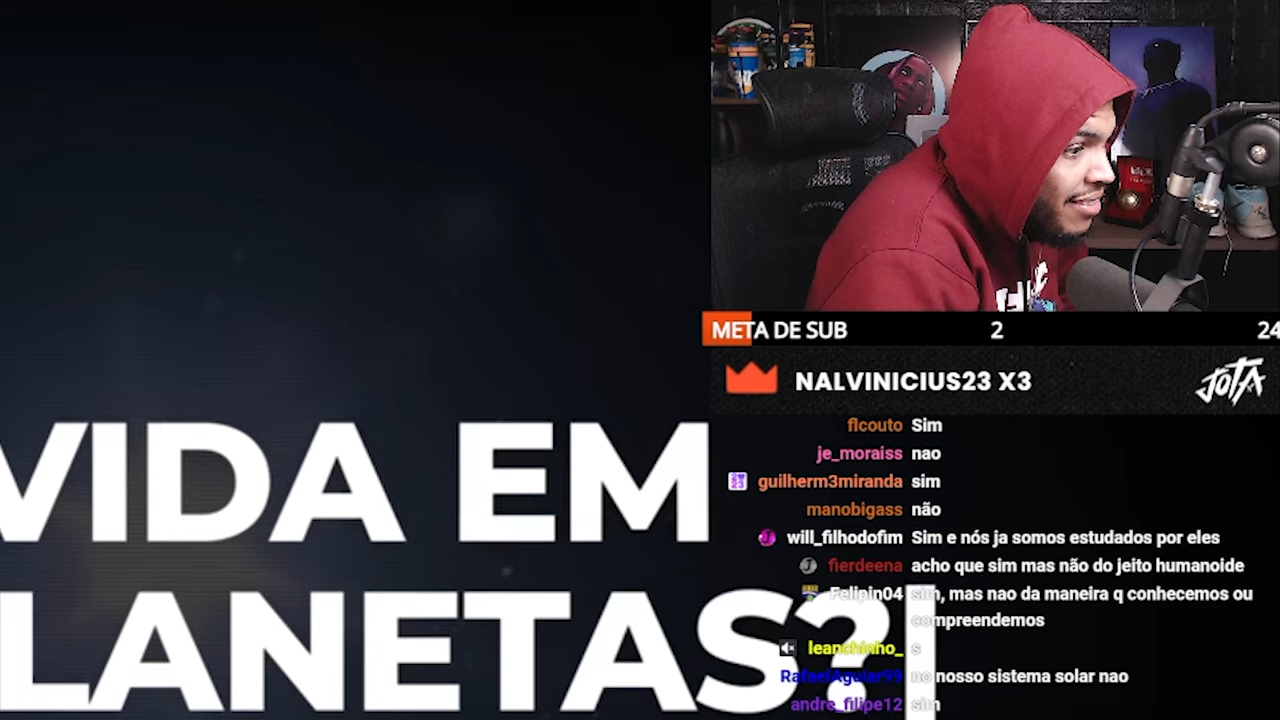 META DE SUB 2 24
NALVINICIUS23 X3
JOTA
flcouto Sim
je_moraiss nao
guilherm3miranda sim
manobigass não
will_filhodofim Sim e nós ja somos estudados por eles
fierdeena acho que sim mas não do jeito humanoide
Felipin04 sim, mas nao da maneira q conhecemos ou
compreendemos
leanchinho_ s
RafaelAguiar99 no nosso sistema solar nao
andre_filipe12 sim
VIDA EM
LANETAS?!